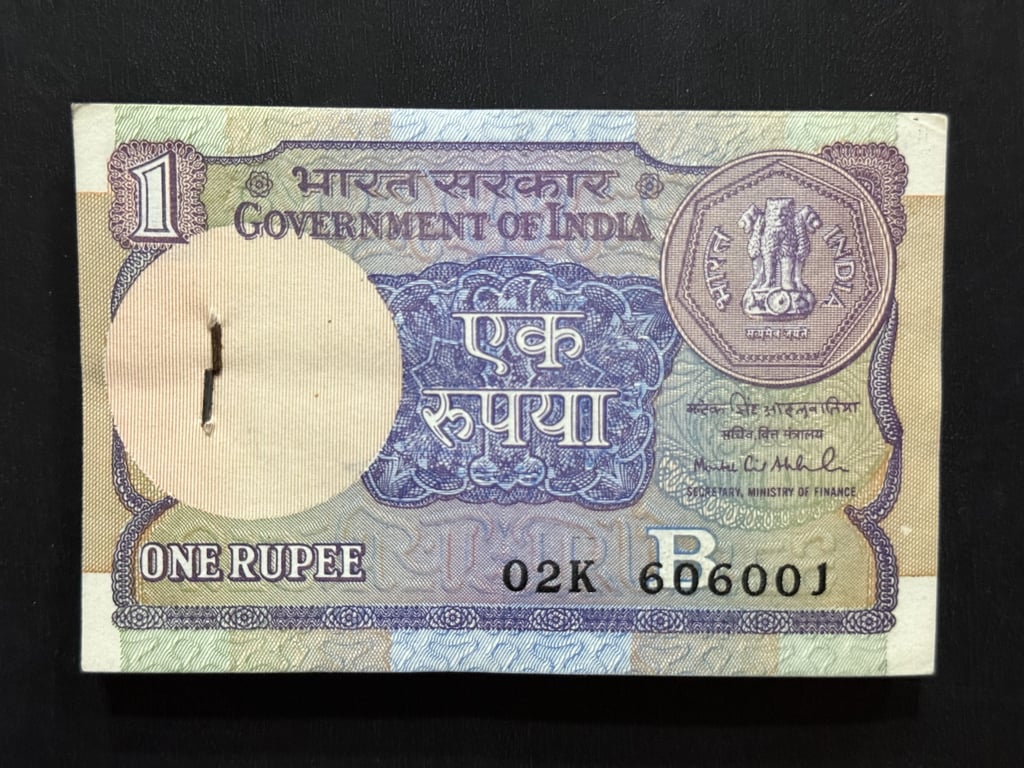 1
भारत सरकार
GOVERNMENT OF INDIA
भारत
INDIA
सत्यमेव जयते
एक
रुपया
मोन्टेक सिंह आहलुवालिया
सचिव, वित्त मंत्रालय
SECRETARY, MINISTRY OF FINANCE
ONE RUPEE
B
02K 606001